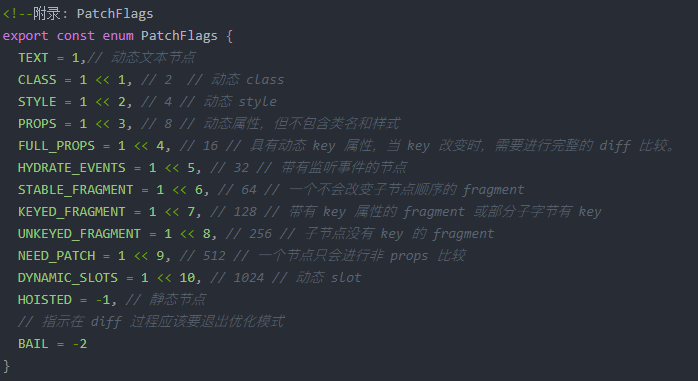 <!--附录: PatchFlags
export const enum PatchFlags {
TEXT = 1,// 动态文本节点
CLASS = 1 << 1, // 2  // 动态 class
STYLE = 1 << 2, // 4 // 动态 style
PROPS = 1 << 3, // 8 // 动态属性，但不包含类名和样式
FULL_PROPS = 1 << 4, // 16 // 具有动态 key 属性，当 key 改变时，需要进行完整的 diff 比较。
HYDRATE_EVENTS = 1 << 5, // 32 // 带有监听事件的节点
STABLE_FRAGMENT = 1 << 6, // 64 // 一个不会改变子节点顺序的 fragment
KEYED_FRAGMENT = 1 << 7, // 128 // 带有 key 属性的 fragment 或部分子字节有 key
UNKEYED_FRAGMENT = 1 << 8, // 256 // 子节点没有 key 的 fragment
NEED_PATCH = 1 << 9, // 512 // 一个节点只会进行非 props 比较
DYNAMIC_SLOTS = 1 << 10, // 1024 // 动态 slot
HOISTED = -1, // 静态节点
// 指示在 diff 过程应该要退出优化模式
BAIL = -2
}